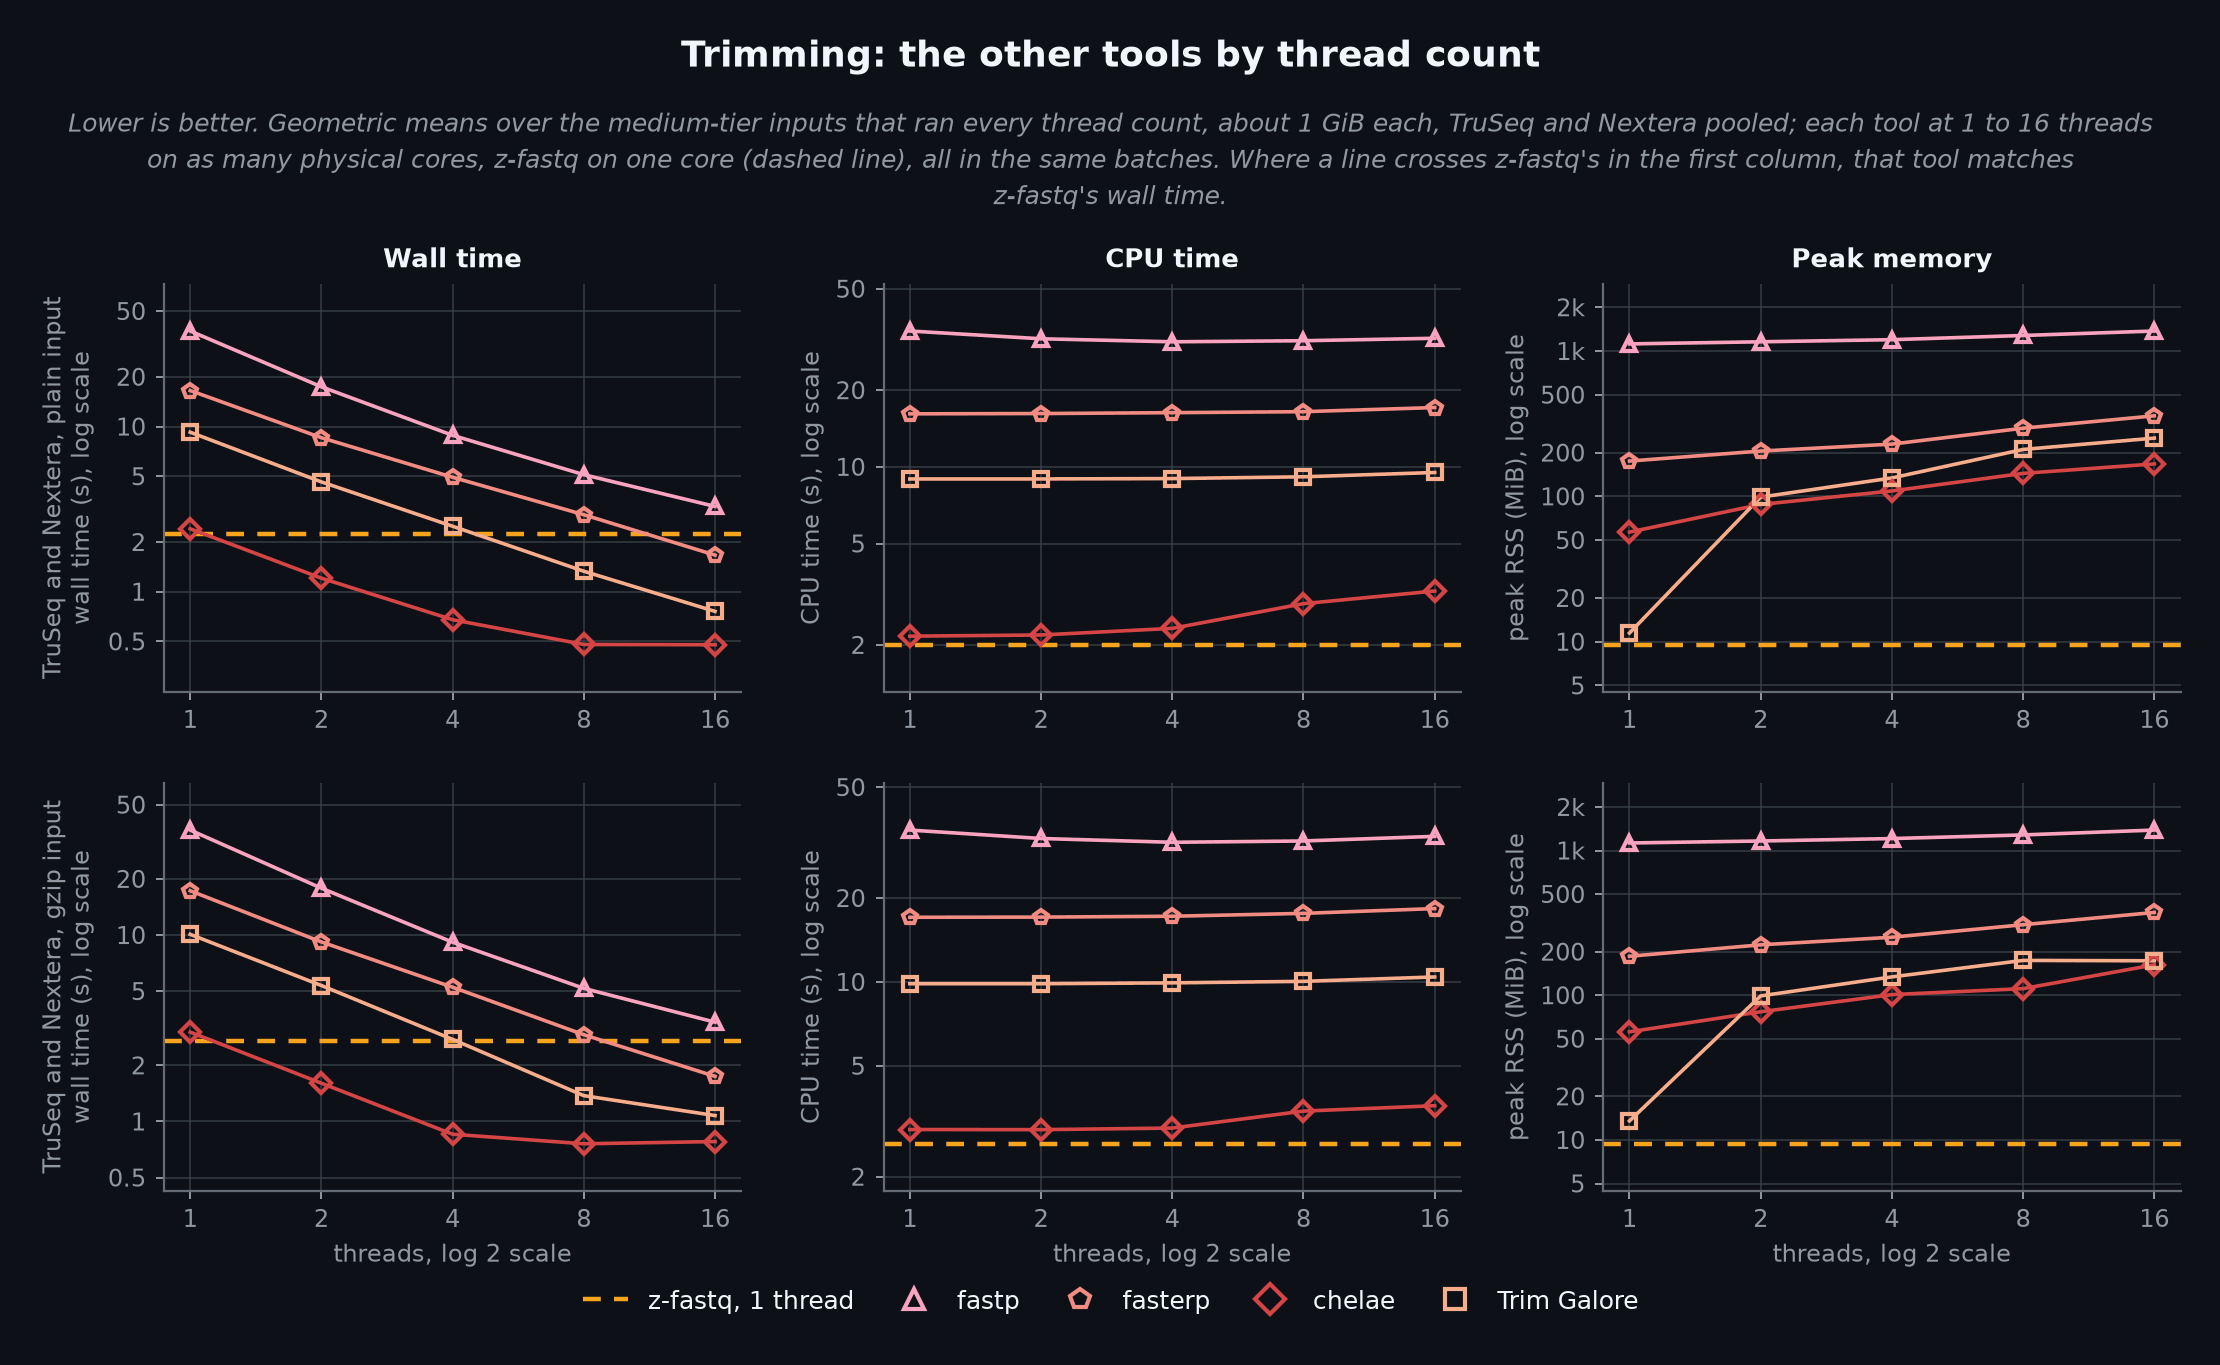 Trimming: the other tools by thread count
Lower is better. Geometric means over the medium-tier inputs that ran every thread count, about 1 GiB each, TruSeq and Nextera pooled; each tool at 1 to 16 threads
on as many physical cores, z-fastq on one core (dashed line), all in the same batches. Where a line crosses z-fastq's in the first column, that tool matches
z-fastq's wall time.
Wall time
TruSeq and Nextera, plain input
wall time (s), log scale
50
20
10
5
2
1
0.5
1 2 4 8 16
CPU time
CPU time (s), log scale
50
20
10
5
2
1 2 4 8 16
Peak memory
peak RSS (MiB), log scale
2k
1k
500
200
100
50
20
10
5
1 2 4 8 16
TruSeq and Nextera, gzip input
wall time (s), log scale
50
20
10
5
2
1
0.5
1 2 4 8 16
threads, log 2 scale
CPU time (s), log scale
50
20
10
5
2
1 2 4 8 16
threads, log 2 scale
peak RSS (MiB), log scale
2k
1k
500
200
100
50
20
10
5
1 2 4 8 16
threads, log 2 scale
z-fastq, 1 thread fastp fasterp chelae Trim Galore